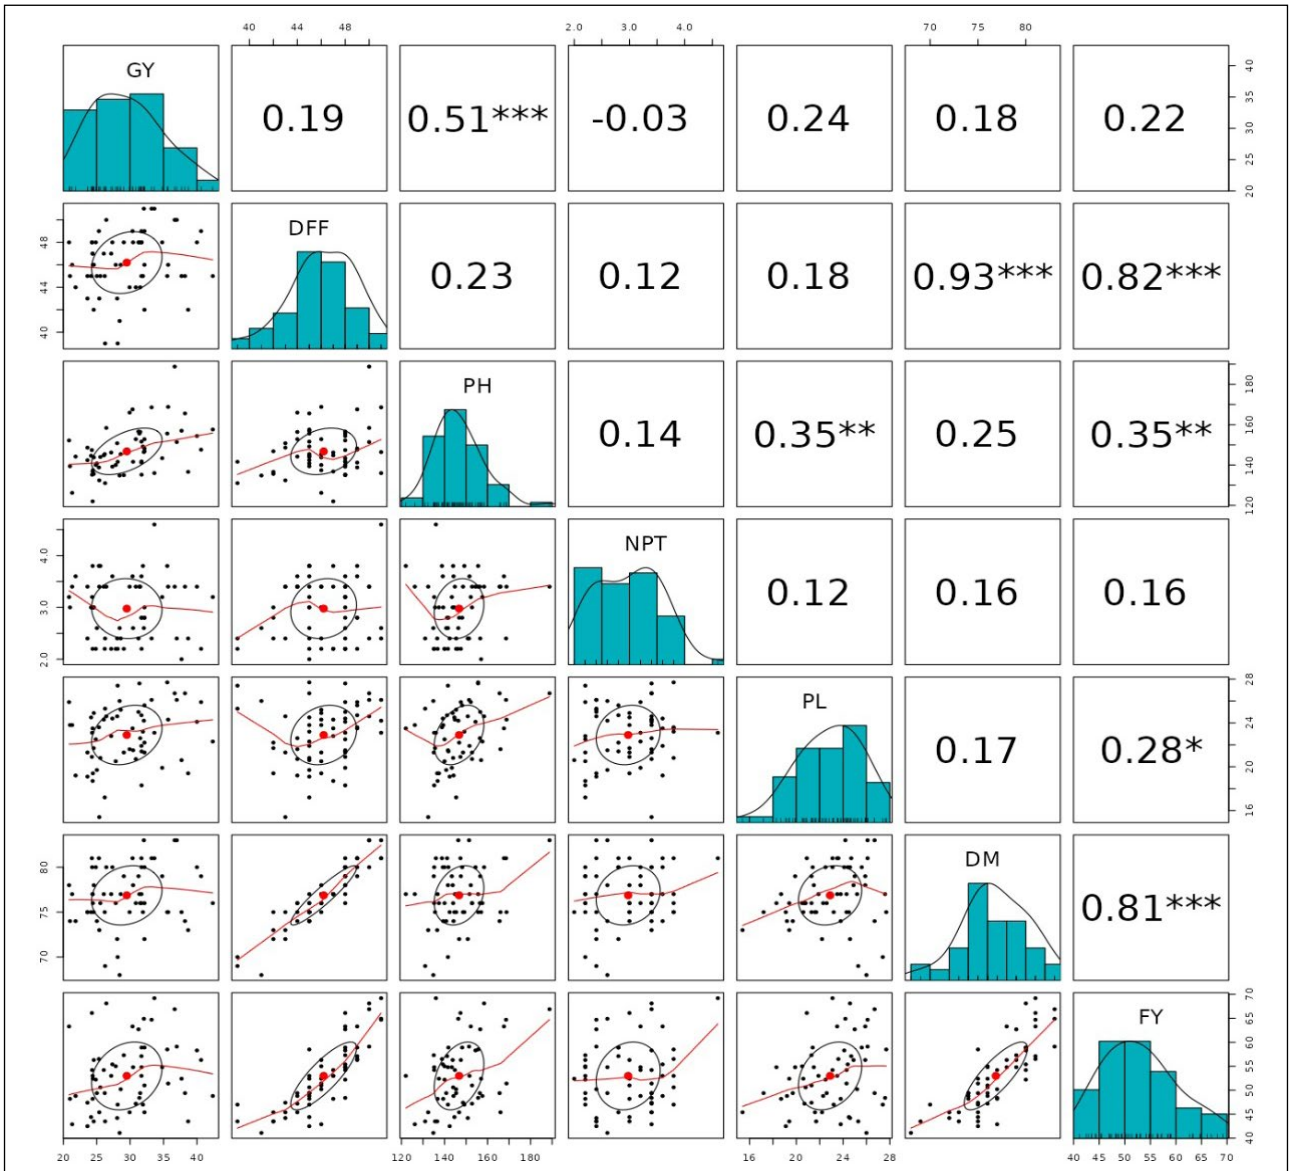 40 44 48 2.0 3.0 4.0 70 75 80
GY 0.19 0.51*** -0.03 0.24 0.18 0.22
20 25 30 35 40
DFF 0.23 0.12 0.18 0.93*** 0.82***
40 44 48
PH 0.14 0.35** 0.25 0.35**
120 140 160 180
NPT 0.12 0.16 0.16
2.0 3.0 4.0
PL 0.17 0.28*
16 20 24 28
DM 0.81***
70 75 80
FY
40 45 50 55 60 65 70
20 25 30 35 40 120 140 160 180 16 20 24 28 40 45 50 55 60 65 70